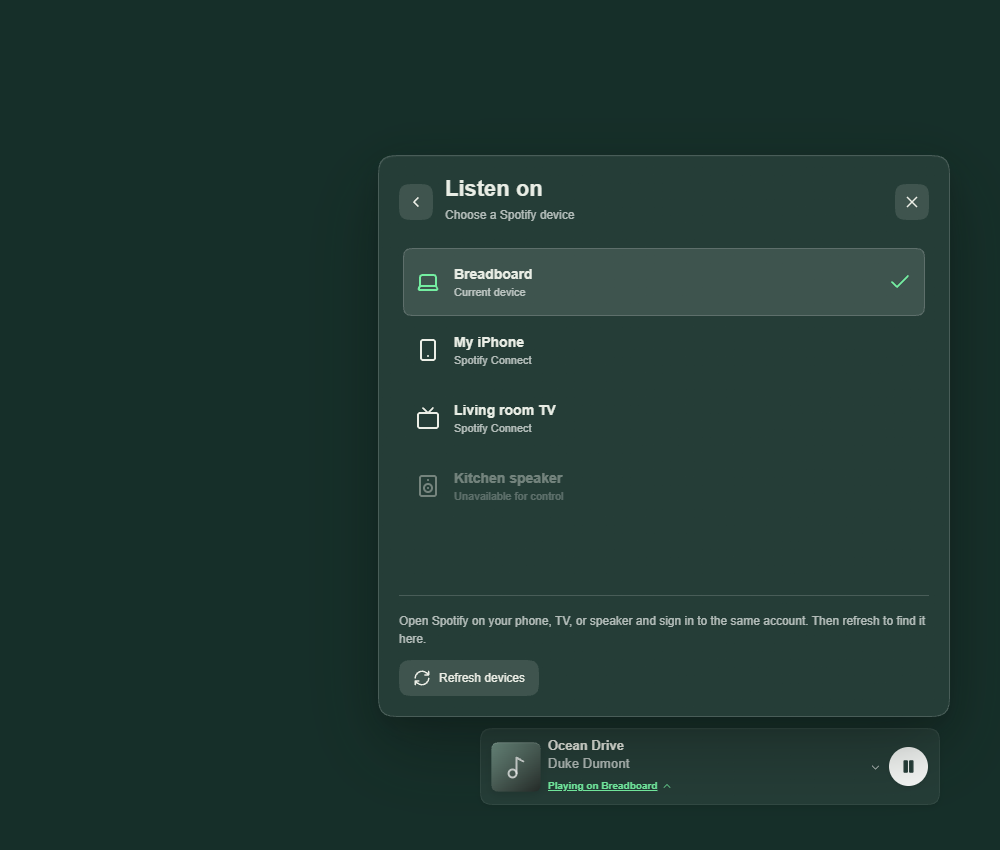 Listen on
Choose a Spotify device
Breadboard
Current device
My iPhone
Spotify Connect
Living room TV
Spotify Connect
Kitchen speaker
Unavailable for control
Open Spotify on your phone, TV, or speaker and sign in to the same account. Then refresh to find it
here.
Refresh devices
Ocean Drive
Duke Dumont
Playing on Breadboard